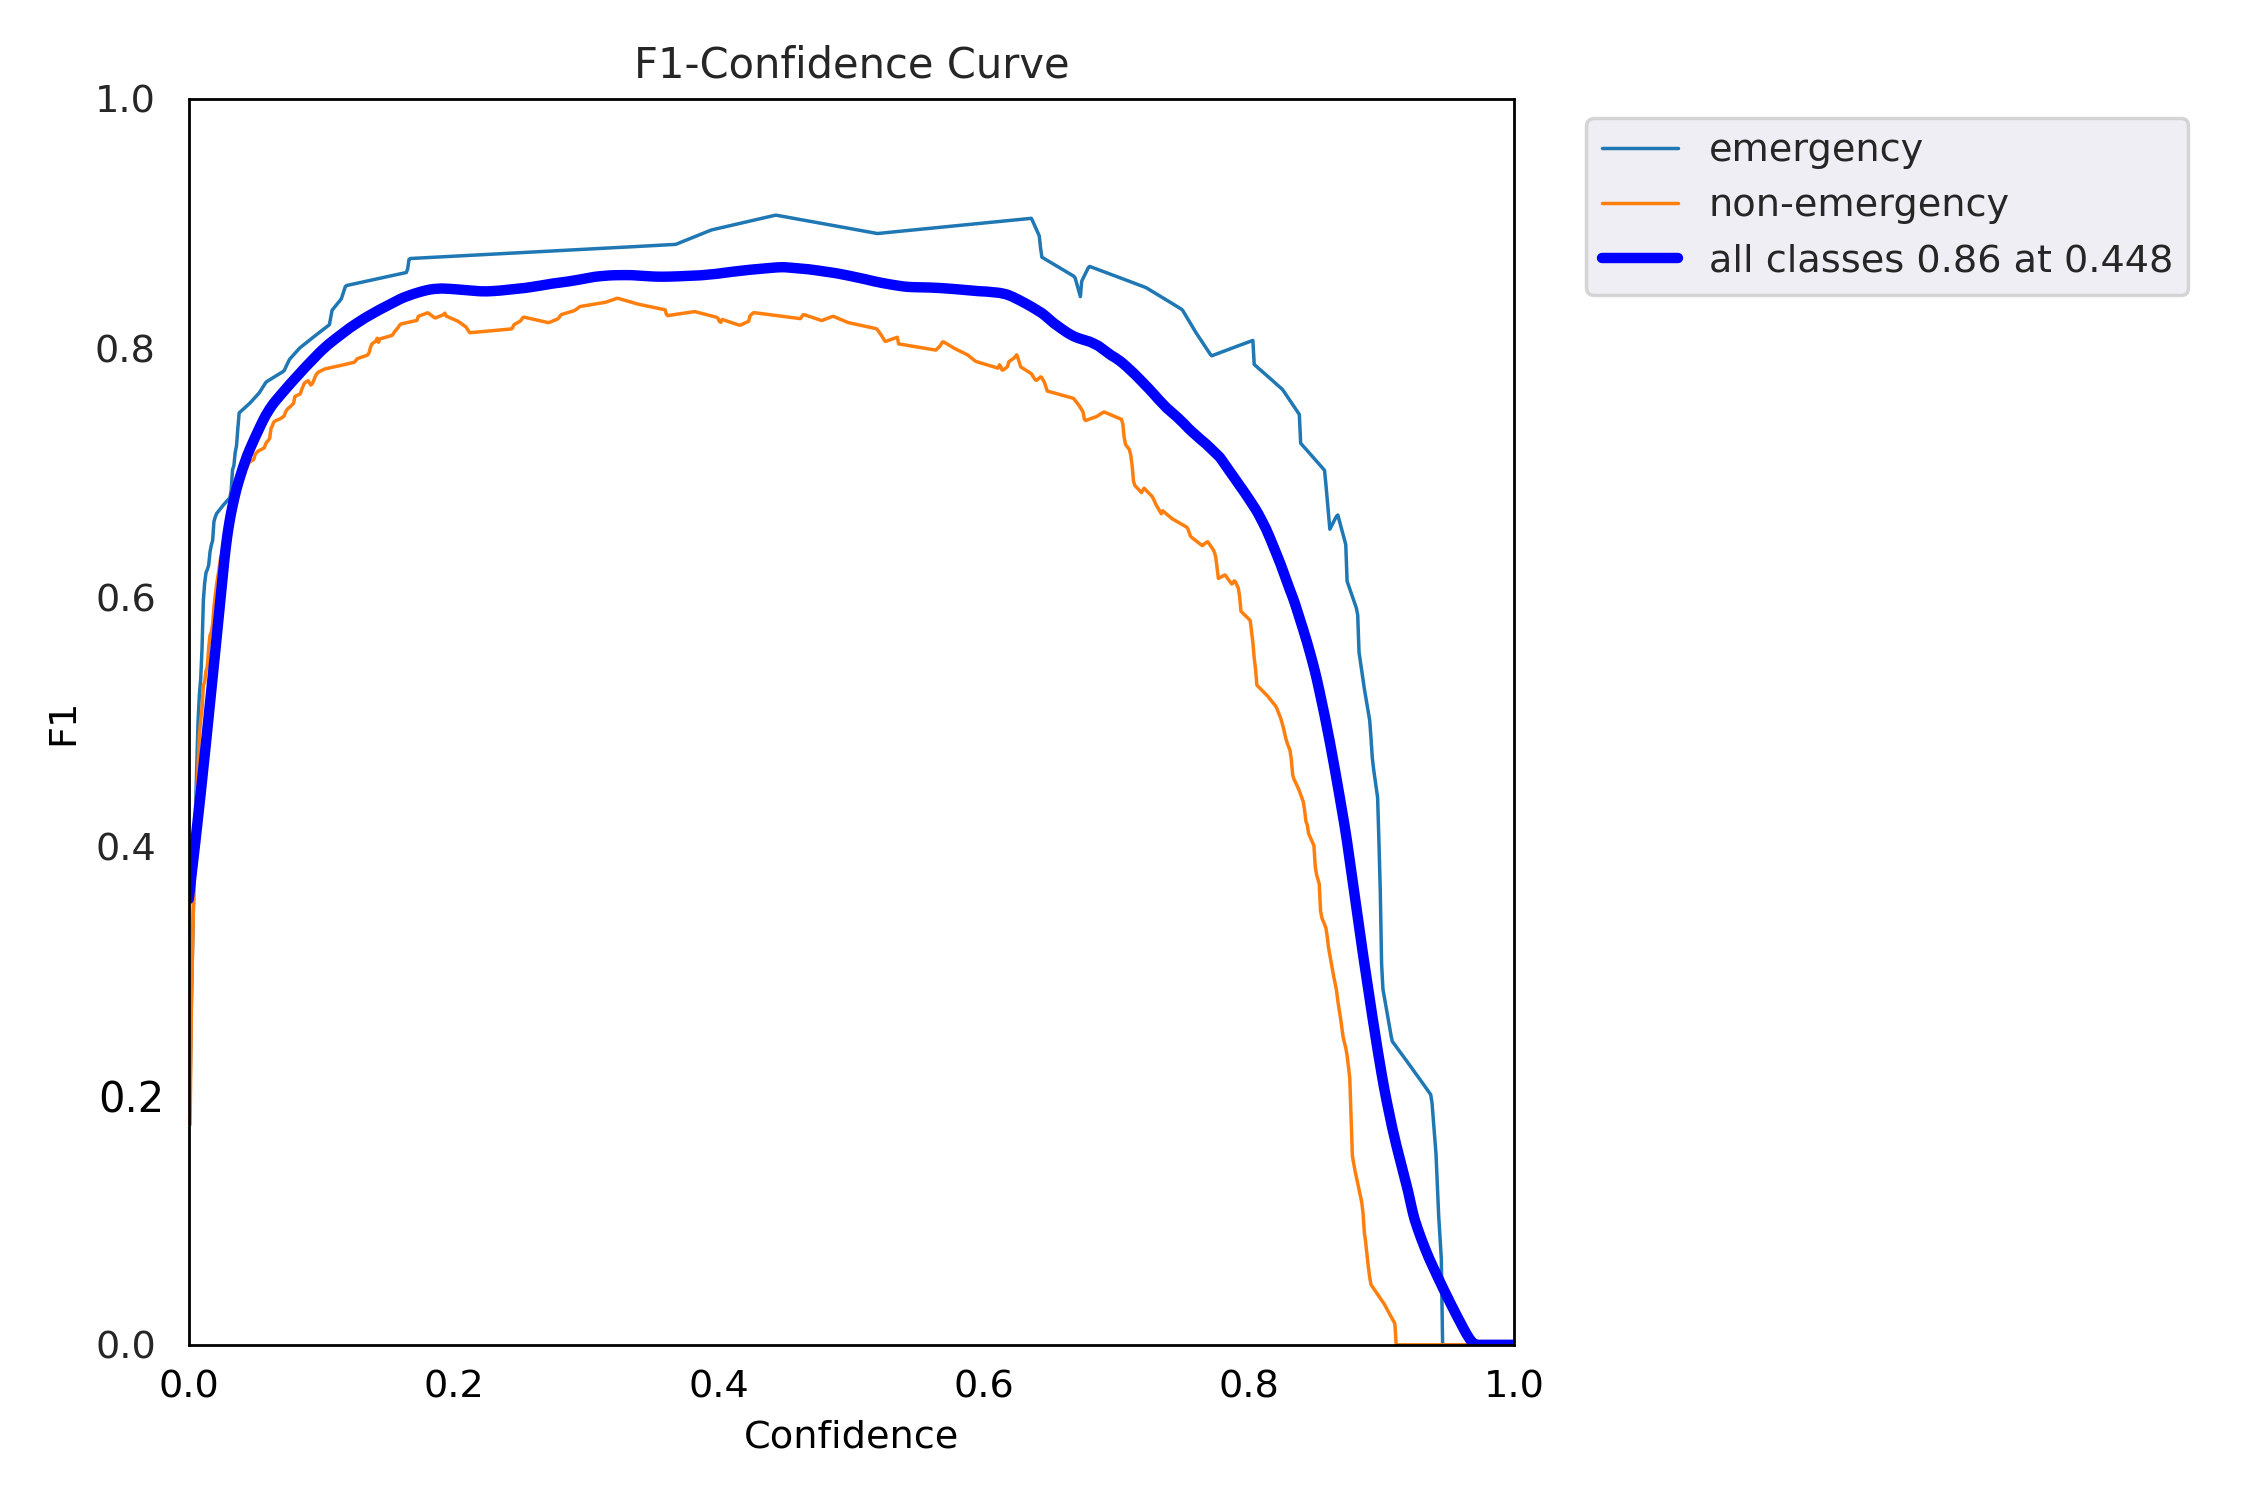 F1-Confidence Curve
1.0
0.8
0.6
0.4
0.2
0.0
F1
0.0 0.2 0.4 0.6 0.8 1.0
Confidence
emergency
non-emergency
all classes 0.86 at 0.448